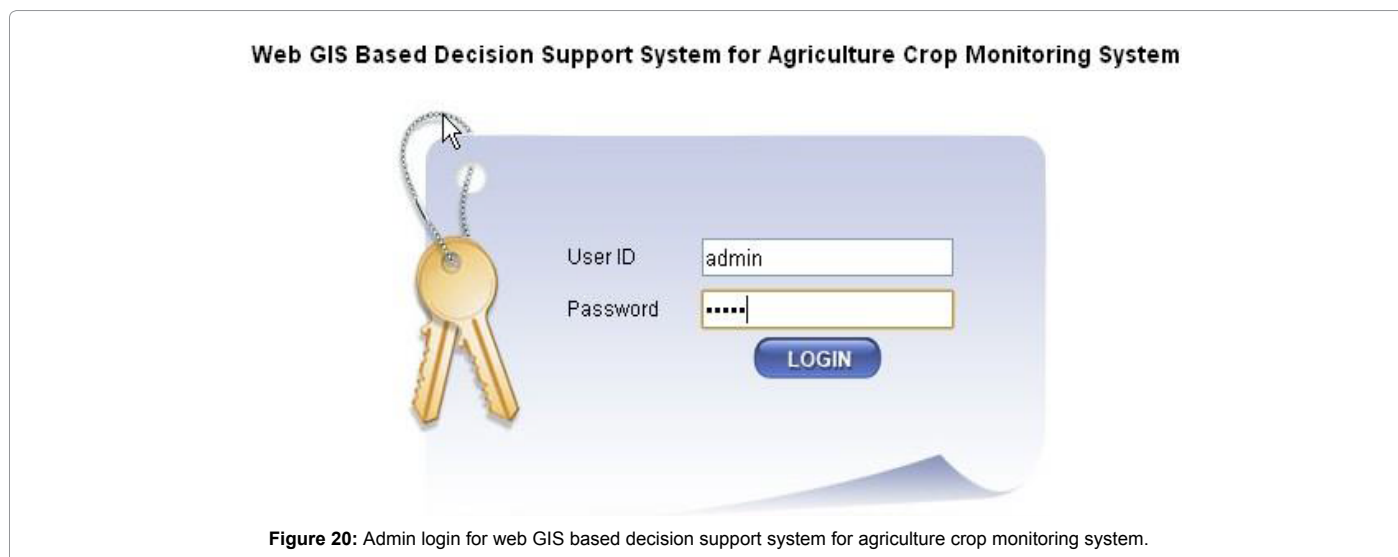 Web GIS Based Decision Support System for Agriculture Crop Monitoring System
User ID
admin
Password
•••••
LOGIN
Figure 20: Admin login for web GIS based decision support system for agriculture crop monitoring system.